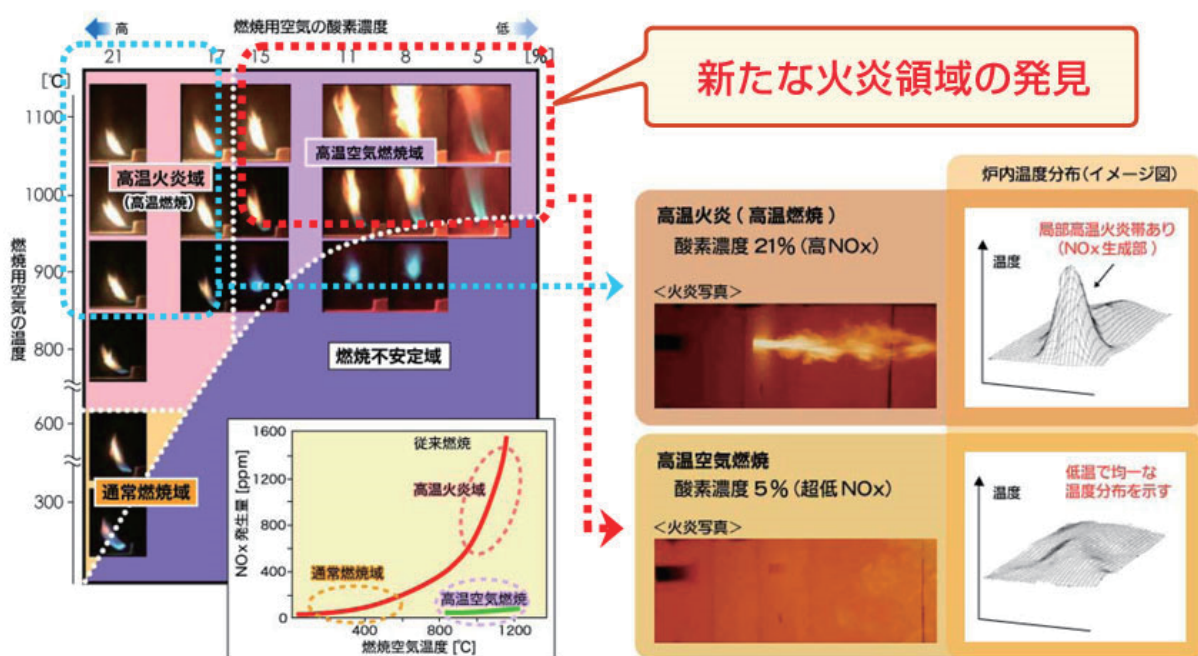 燃焼用空気の酸素濃度
高
低
21
17
15
11
8
5
[%]
[℃]
1100
1000
900
800
600
300
燃焼用空気の温度
高温空気燃焼域
高温火炎域
(高温燃焼)
燃焼不安定域
通常燃焼域
新たな火炎領域の発見
1600
1200
800
400
0
NOx発生量 [ppm]
従来燃焼
高温火炎域
通常燃焼域
高温空気燃焼
400
800
1200
燃焼空気温度 [℃]
炉内温度分布(イメージ図)
高温火炎(高温燃焼)
酸素濃度 21%(高NOx)
<火炎写真>
温度
局部高温火炎帯あり
(NOx生成部)
高温空気燃焼
酸素濃度 5%(超低NOx)
<火炎写真>
温度
低温で均一な
温度分布を示す